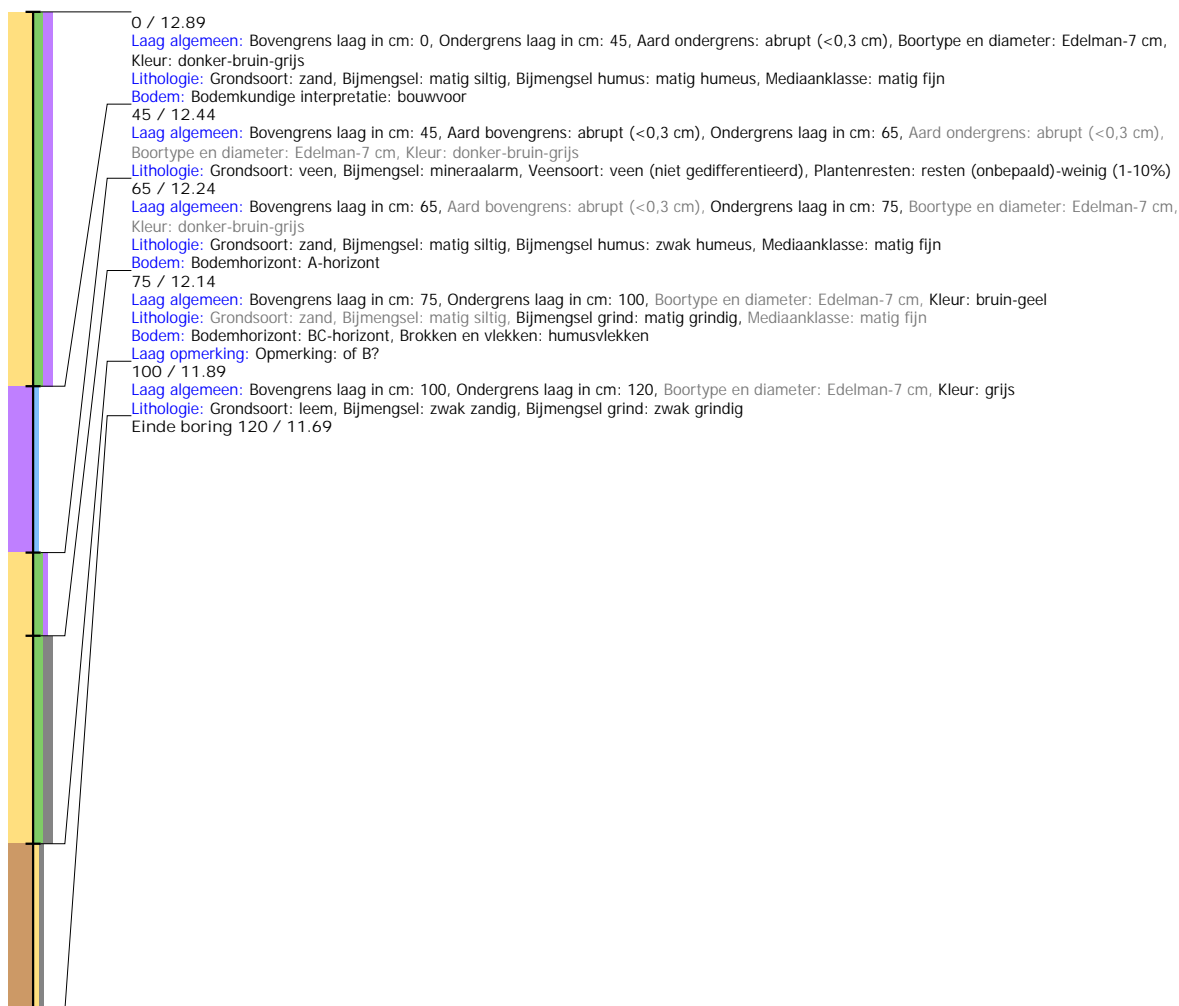 0 / 12.89
Laag algemeen: Bovengrens laag in cm: 0, Ondergrens laag in cm: 45, Aard ondergrens: abrupt (<0,3 cm), Boortype en diameter: Edelman-7 cm,
Kleur: donker-bruin-grijs
Lithologie: Grondsoort: zand, Bijmengsel: matig siltig, Bijmengsel humus: matig humeus, Mediaanklasse: matig fijn
Bodem: Bodemkundige interpretatie: bouwvoor
45 / 12.44
Laag algemeen: Bovengrens laag in cm: 45, Aard bovengrens: abrupt (<0,3 cm), Ondergrens laag in cm: 65, Aard ondergrens: abrupt (<0,3 cm),
Boortype en diameter: Edelman-7 cm, Kleur: donker-bruin-grijs
Lithologie: Grondsoort: veen, Bijmengsel: mineraalarm, Veensoort: veen (niet gedifferentieerd), Plantenresten: resten (onbepaald)-weinig (1-10%)
65 / 12.24
Laag algemeen: Bovengrens laag in cm: 65, Aard bovengrens: abrupt (<0,3 cm), Ondergrens laag in cm: 75, Boortype en diameter: Edelman-7 cm,
Kleur: donker-bruin-grijs
Lithologie: Grondsoort: zand, Bijmengsel: matig siltig, Bijmengsel humus: zwak humeus, Mediaanklasse: matig fijn
Bodem: Bodemhorizont: A-horizont
75 / 12.14
Laag algemeen: Bovengrens laag in cm: 75, Ondergrens laag in cm: 100, Boortype en diameter: Edelman-7 cm, Kleur: bruin-geel
Lithologie: Grondsoort: zand, Bijmengsel: matig siltig, Bijmengsel grind: matig grindig, Mediaanklasse: matig fijn
Bodem: Bodemhorizont: BC-horizont, Brokken en vlekken: humusvlekken
Laag opmerking: Opmerking: of B?
100 / 11.89
Laag algemeen: Bovengrens laag in cm: 100, Ondergrens laag in cm: 120, Boortype en diameter: Edelman-7 cm, Kleur: grijs
Lithologie: Grondsoort: leem, Bijmengsel: zwak zandig, Bijmengsel grind: zwak grindig
Einde boring 120 / 11.69